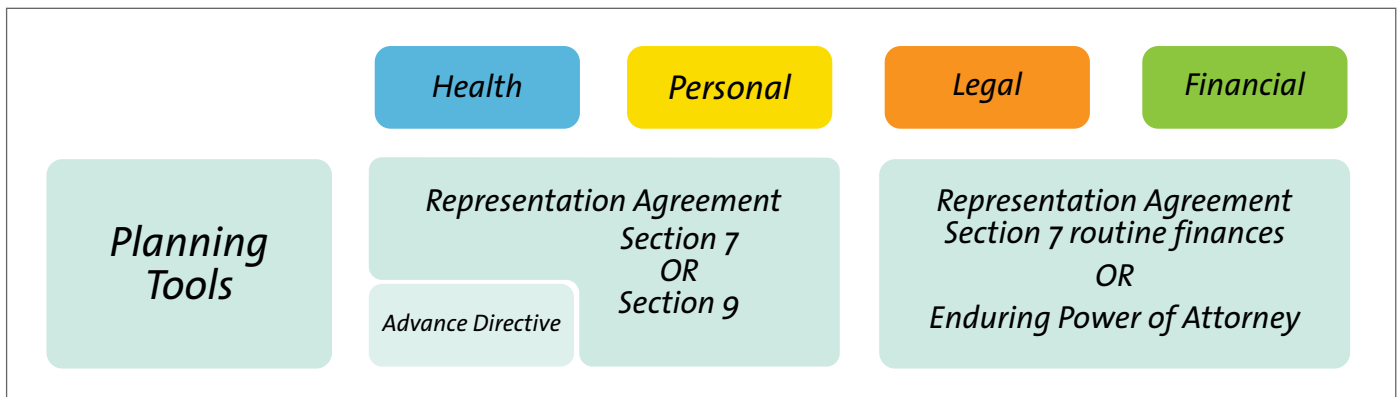 Health
Personal
Legal
Financial
Planning
Tools
Representation Agreement
Section 7
OR
Section 9
Advance Directive
Representation Agreement
Section 7 routine finances
OR
Enduring Power of Attorney